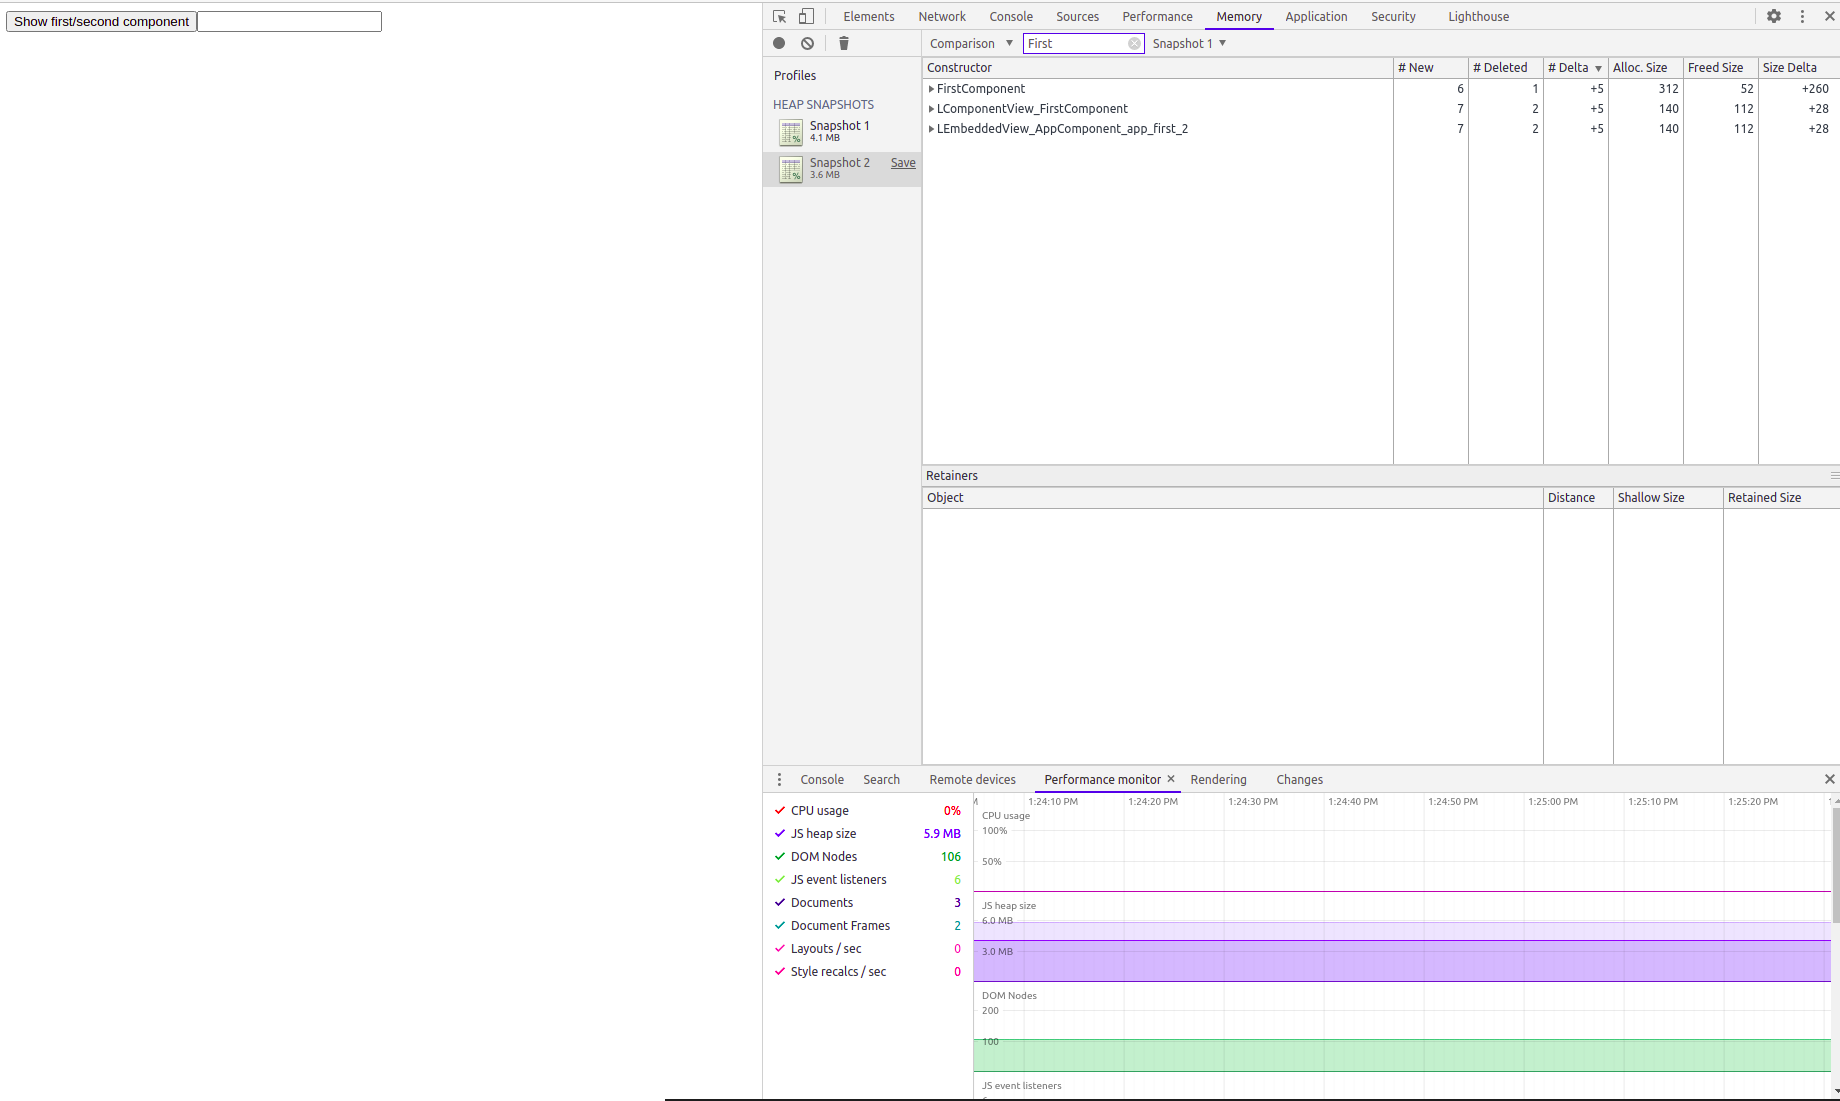 Show first/second component
Elements Network Console Sources Performance Memory Application Security Lighthouse
Comparison ▼ First Snapshot 1 ▼
Profiles
HEAP SNAPSHOTS
Snapshot 1
4.1 MB
Snapshot 2 Save
3.6 MB
Constructor # New # Deleted # Delta ▼ Alloc. Size Freed Size Size Delta
FirstComponent 6 1 +5 312 52 +260
LComponentView_FirstComponent 7 2 +5 140 112 +28
LEmbeddedView_AppComponent_app_first_2 7 2 +5 140 112 +28
Retainers
Object Distance Shallow Size Retained Size
Console Search Remote devices Performance monitor × Rendering Changes
CPU usage 0%
JS heap size 5.9 MB
DOM Nodes 106
JS event listeners 6
Documents 3
Document Frames 2
Layouts / sec 0
Style recalcs / sec 0
1:24:10 PM 1:24:20 PM 1:24:30 PM 1:24:40 PM 1:24:50 PM 1:25:00 PM 1:25:10 PM 1:25:20 PM
CPU usage
100%
50%
JS heap size
6.0 MB
3.0 MB
DOM Nodes
200
100
JS event listeners